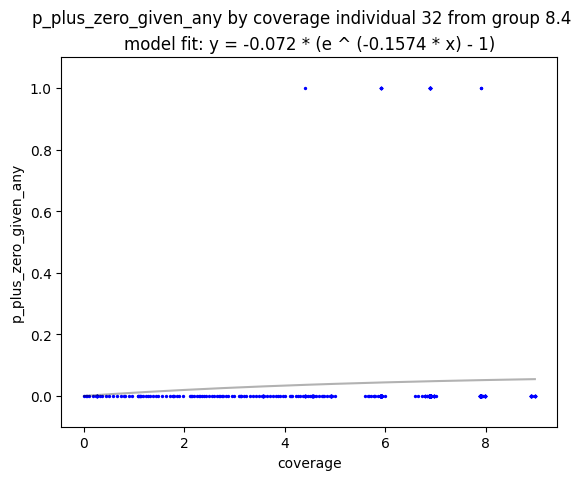 p_plus_zero_given_any by coverage individual 32 from group 8.4
model fit: y = -0.072 * (e ^ (-0.1574 * x) - 1)
1.0
0.8
0.6
0.4
0.2
0.0
p_plus_zero_given_any
0 2 4 6 8
coverage